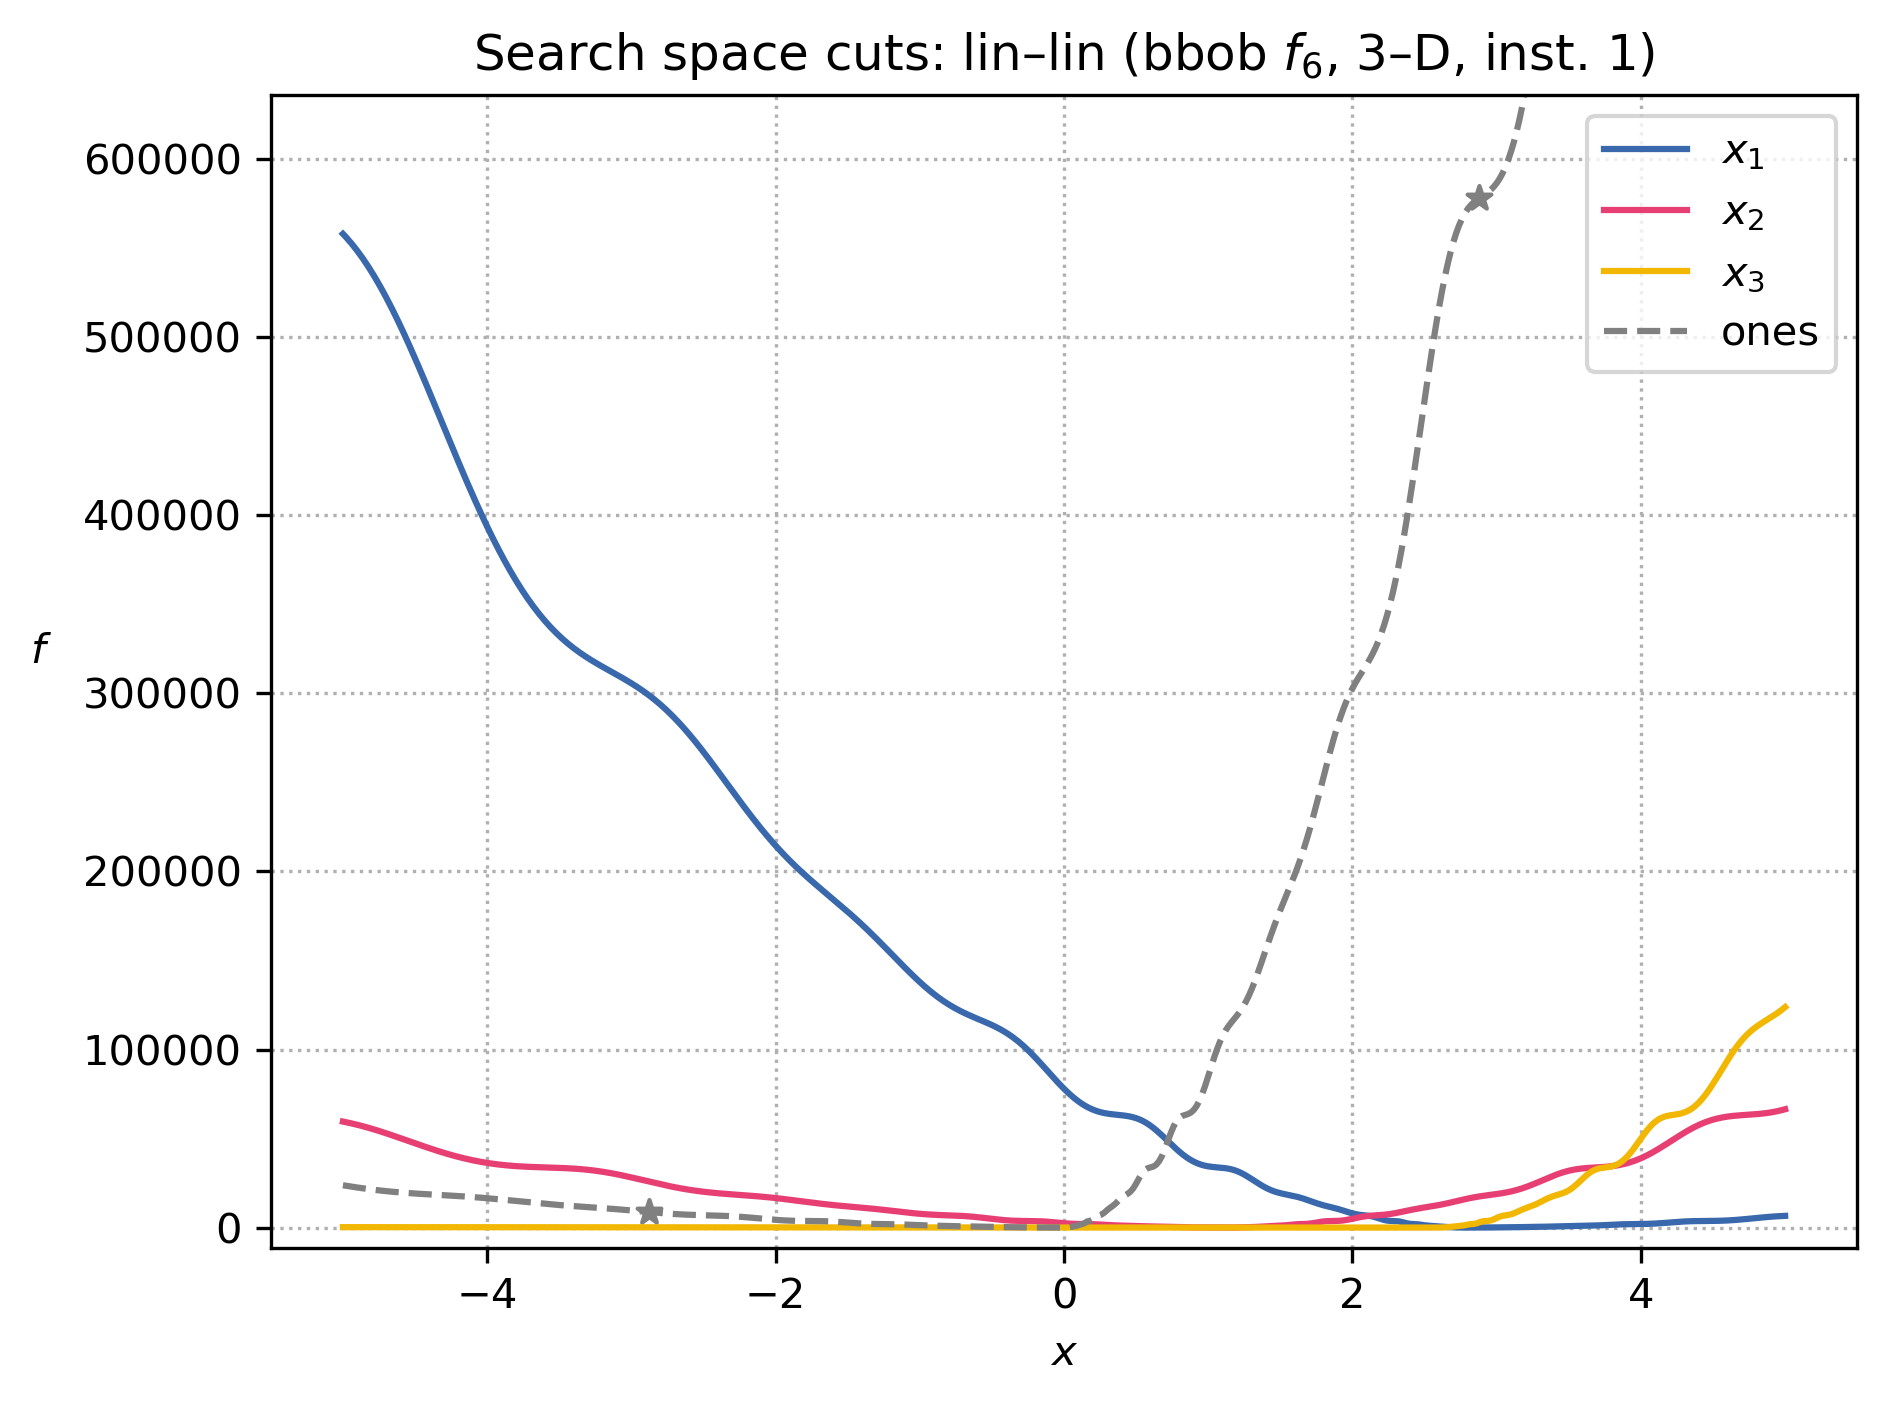 Search space cuts: lin–lin (bbob f₆, 3–D, inst. 1)
x₁
x₂
x₃
ones
600000
500000
400000
300000
200000
100000
0
f
−4
−2
0
2
4
x